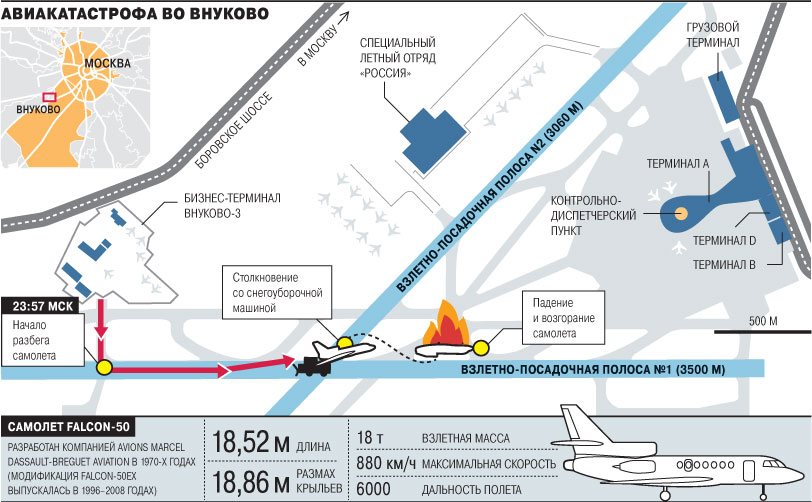 АВИАКАТАСТРОФА ВО ВНУКОВО
МОСКВА
ВНУКОВО
В МОСКВУ
БОРОВСКОЕ ШОССЕ
СПЕЦИАЛЬНЫЙ
ЛЕТНЫЙ ОТРЯД
«РОССИЯ»
ГРУЗОВОЙ
ТЕРМИНАЛ
ВЗЛЕТНО-ПОСАДОЧНАЯ ПОЛОСА №2 (3060 М)
ТЕРМИНАЛ А
КОНТРОЛЬНО-
ДИСПЕТЧЕРСКИЙ
ПУНКТ
ТЕРМИНАЛ D
ТЕРМИНАЛ В
БИЗНЕС-ТЕРМИНАЛ
ВНУКОВО-3
23:57 МСК
Начало
разбега
самолета
Столкновение
со снегоуборочной
машиной
Падение
и возгорание
самолета
500 М
ВЗЛЕТНО-ПОСАДОЧНАЯ ПОЛОСА №1 (3500 М)
САМОЛЕТ FALCON-50
РАЗРАБОТАН КОМПАНИЕЙ AVIONS MARCEL
DASSAULT-BREGUET AVIATION В 1970-Х ГОДАХ
(МОДИФИКАЦИЯ FALCON-50EX
ВЫПУСКАЛАСЬ В 1996–2008 ГОДАХ)
18,52 м ДЛИНА
18,86 м РАЗМАХ
КРЫЛЬЕВ
18 т ВЗЛЕТНАЯ МАССА
880 км/ч МАКСИМАЛЬНАЯ СКОРОСТЬ
6000 ДАЛЬНОСТЬ ПОЛЕТА